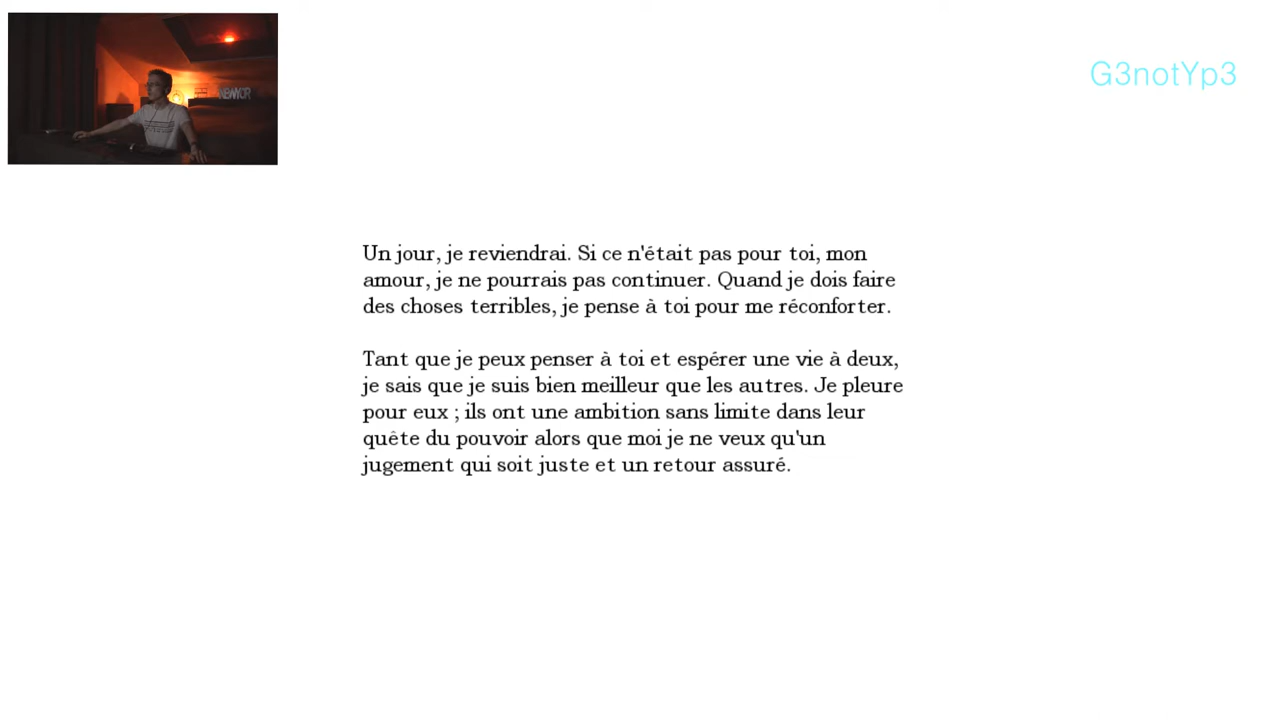 G3notYp3
Un jour, je reviendrai. Si ce n'était pas pour toi, mon
amour, je ne pourrais pas continuer. Quand je dois faire
des choses terribles, je pense à toi pour me réconforter.
Tant que je peux penser à toi et espérer une vie à deux,
je sais que je suis bien meilleur que les autres. Je pleure
pour eux ; ils ont une ambition sans limite dans leur
quête du pouvoir alors que moi je ne veux qu'un
jugement qui soit juste et un retour assuré.